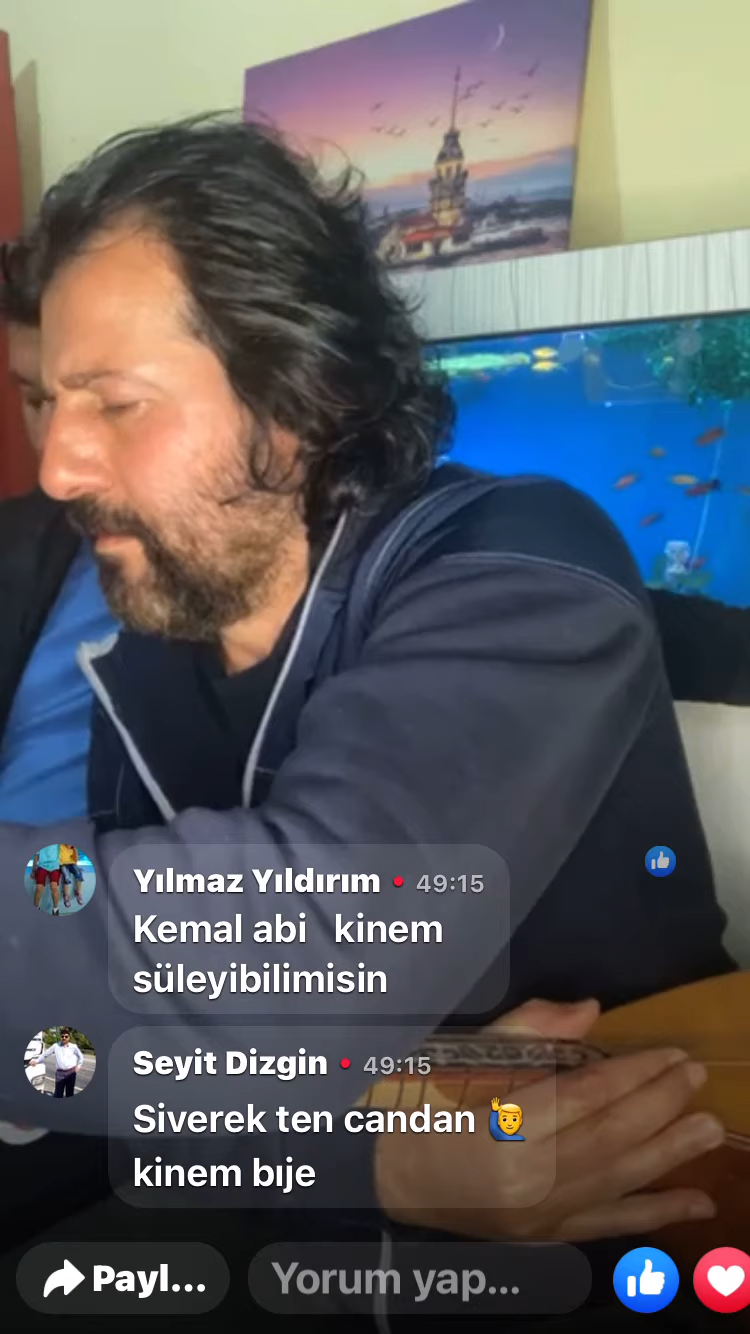 Yılmaz Yıldırım • 49:15
Kemal abi kinem
süleyibilimisin
Seyit Dizgin • 49:15
Siverek ten candan 🙋‍♂️
kinem bıje
Payl...
Yorum yap...